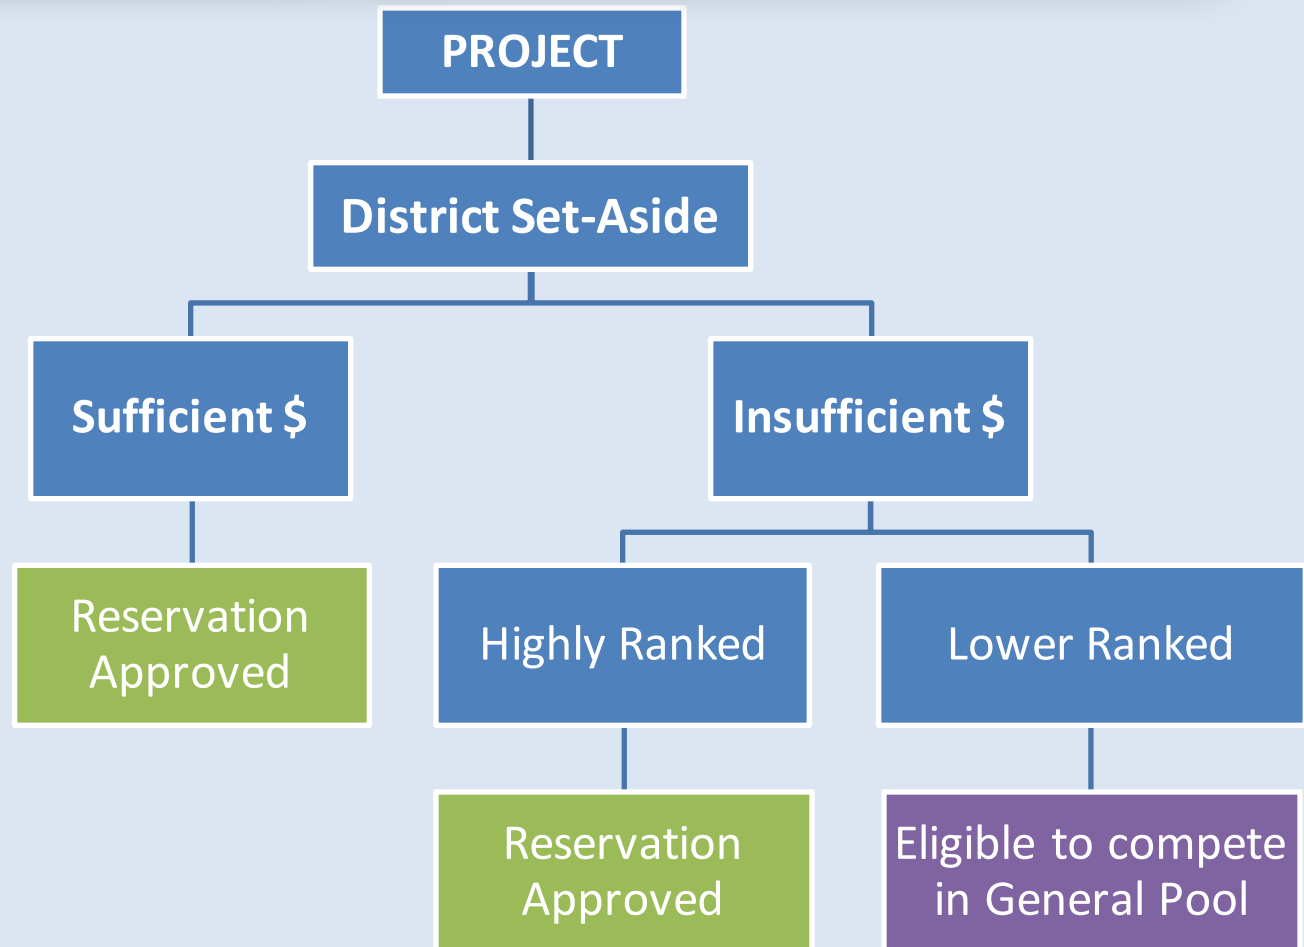 PROJECT
District Set-Aside
Sufficient $
Insufficient $
Reservation
Approved
Highly Ranked
Lower Ranked
Reservation
Approved
Eligible to compete
in General Pool